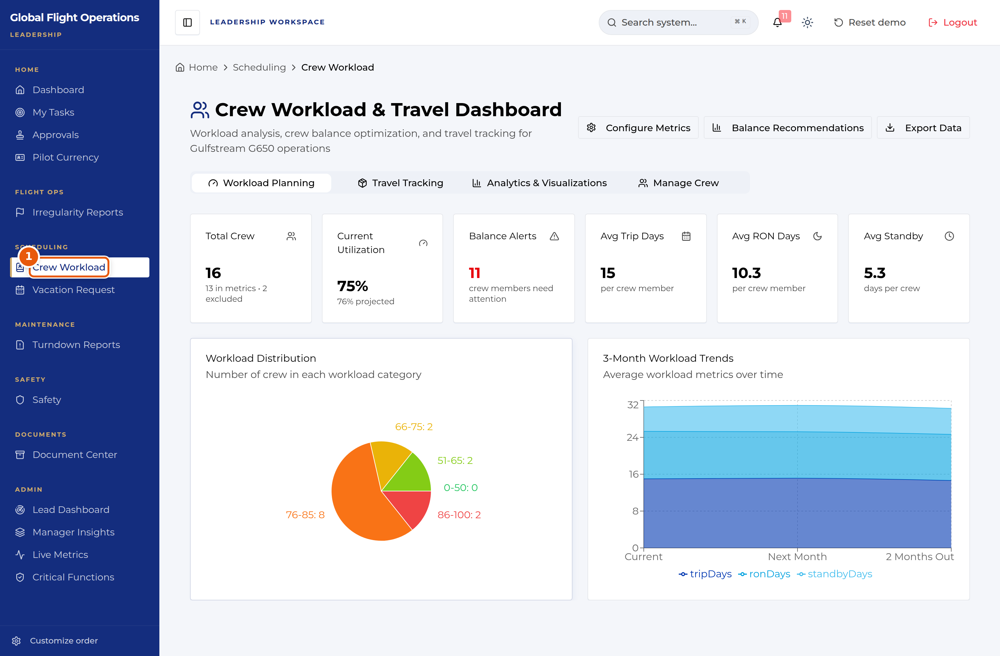 Global Flight Operations
LEADERSHIP
HOME
Dashboard
My Tasks
Approvals
Pilot Currency
FLIGHT OPS
Irregularity Reports
SCHEDULING
1
Crew Workload
Vacation Request
MAINTENANCE
Turndown Reports
SAFETY
Safety
DOCUMENTS
Document Center
ADMIN
Lead Dashboard
Manager Insights
Live Metrics
Critical Functions
Customize order
LEADERSHIP WORKSPACE
Search system...
⌘ K
11
Reset demo
Logout
Home > Scheduling > Crew Workload
Crew Workload & Travel Dashboard
Workload analysis, crew balance optimization, and travel tracking for
Gulfstream G650 operations
Configure Metrics
Balance Recommendations
Export Data
Workload Planning
Travel Tracking
Analytics & Visualizations
Manage Crew
Total Crew
16
13 in metrics • 2
excluded
Current
Utilization
75%
76% projected
Balance Alerts
11
crew members need
attention
Avg Trip Days
15
per crew member
Avg RON Days
10.3
per crew member
Avg Standby
5.3
days per crew
Workload Distribution
Number of crew in each workload category
66-75: 2
51-65: 2
0-50: 0
76-85: 8
86-100: 2
3-Month Workload Trends
Average workload metrics over time
32
24
16
8
0
Current
Next Month
2 Months Out
tripDays
ronDays
standbyDays